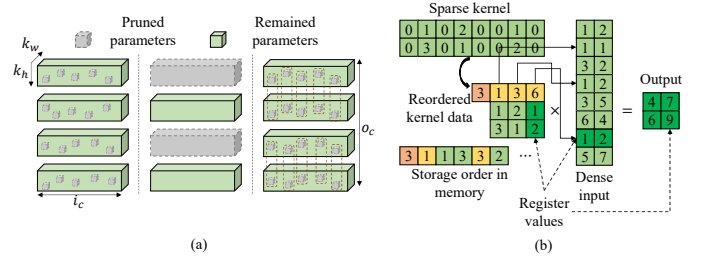 Pruned parameters
Remained parameters
k_w
k_h
o_c
i_c
(a)
Sparse kernel
0 1 0 2 0 0 1 0
0 3 0 1 0 0 2 0
Reordered kernel data
3 1 3 6
1 2 1
3 1 2
×
1 2
1 1
3 2
1 2
3 5
6 4
1 2
5 7
=
Output
4 7
6 9
3 1 1 3 3 2 ...
Storage order in memory
Register values
Dense input
(b)